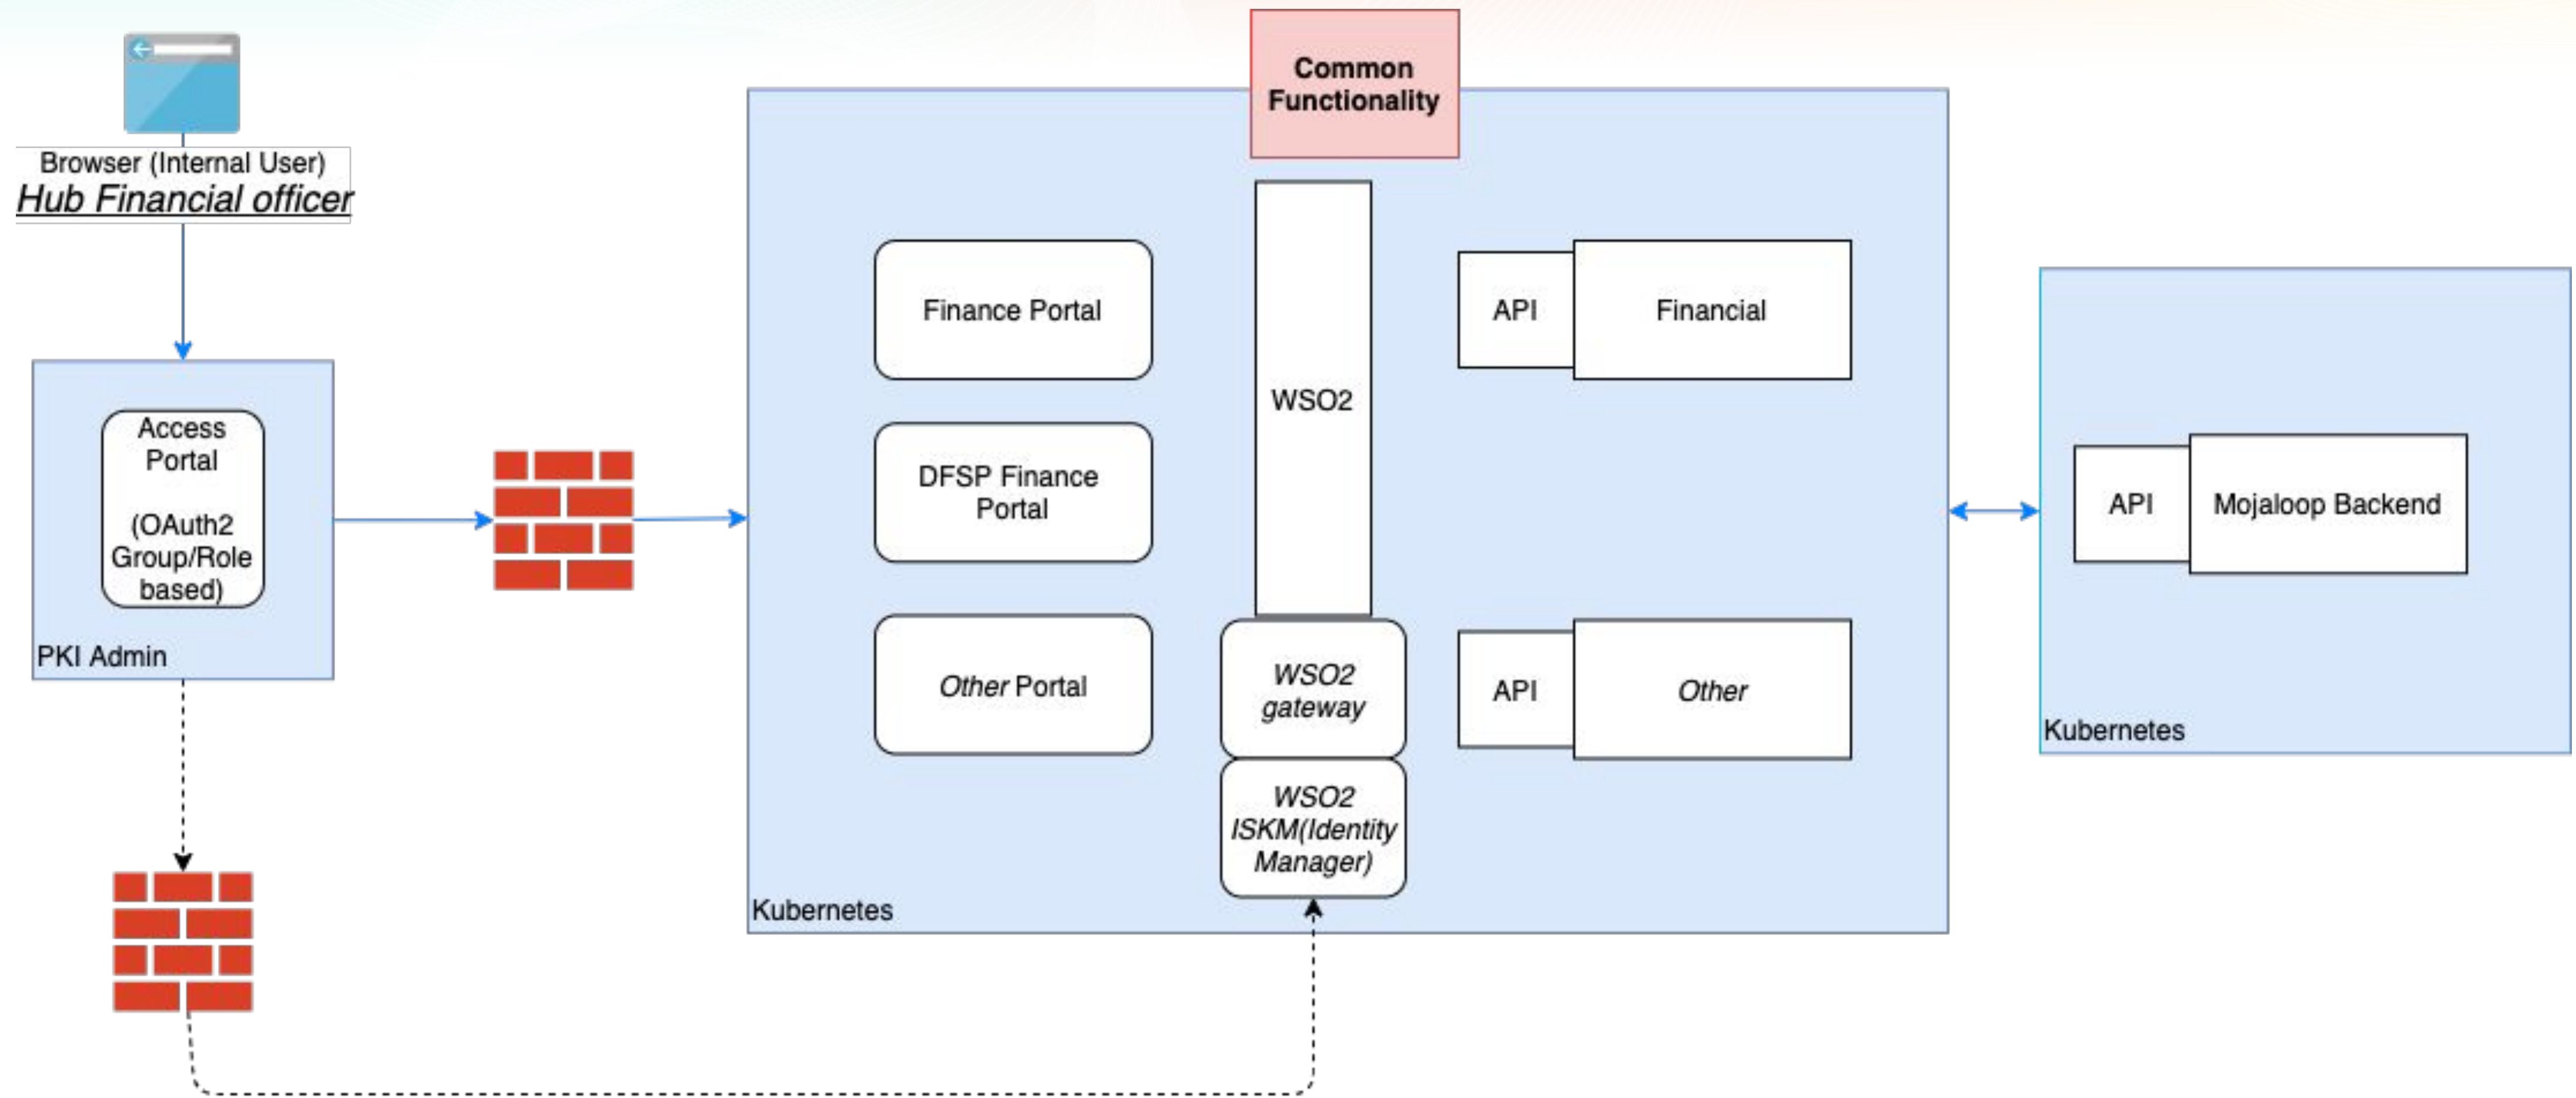 Common
Functionality
Browser (Internal User)
Hub Financial officer
Access
Portal
(OAuth2
Group/Role
based)
PKI Admin
Finance Portal
DFSP Finance
Portal
Other Portal
WSO2
WSO2
gateway
WSO2
ISKM(Identity
Manager)
API
Financial
API
Other
Kubernetes
API
Mojaloop Backend
Kubernetes